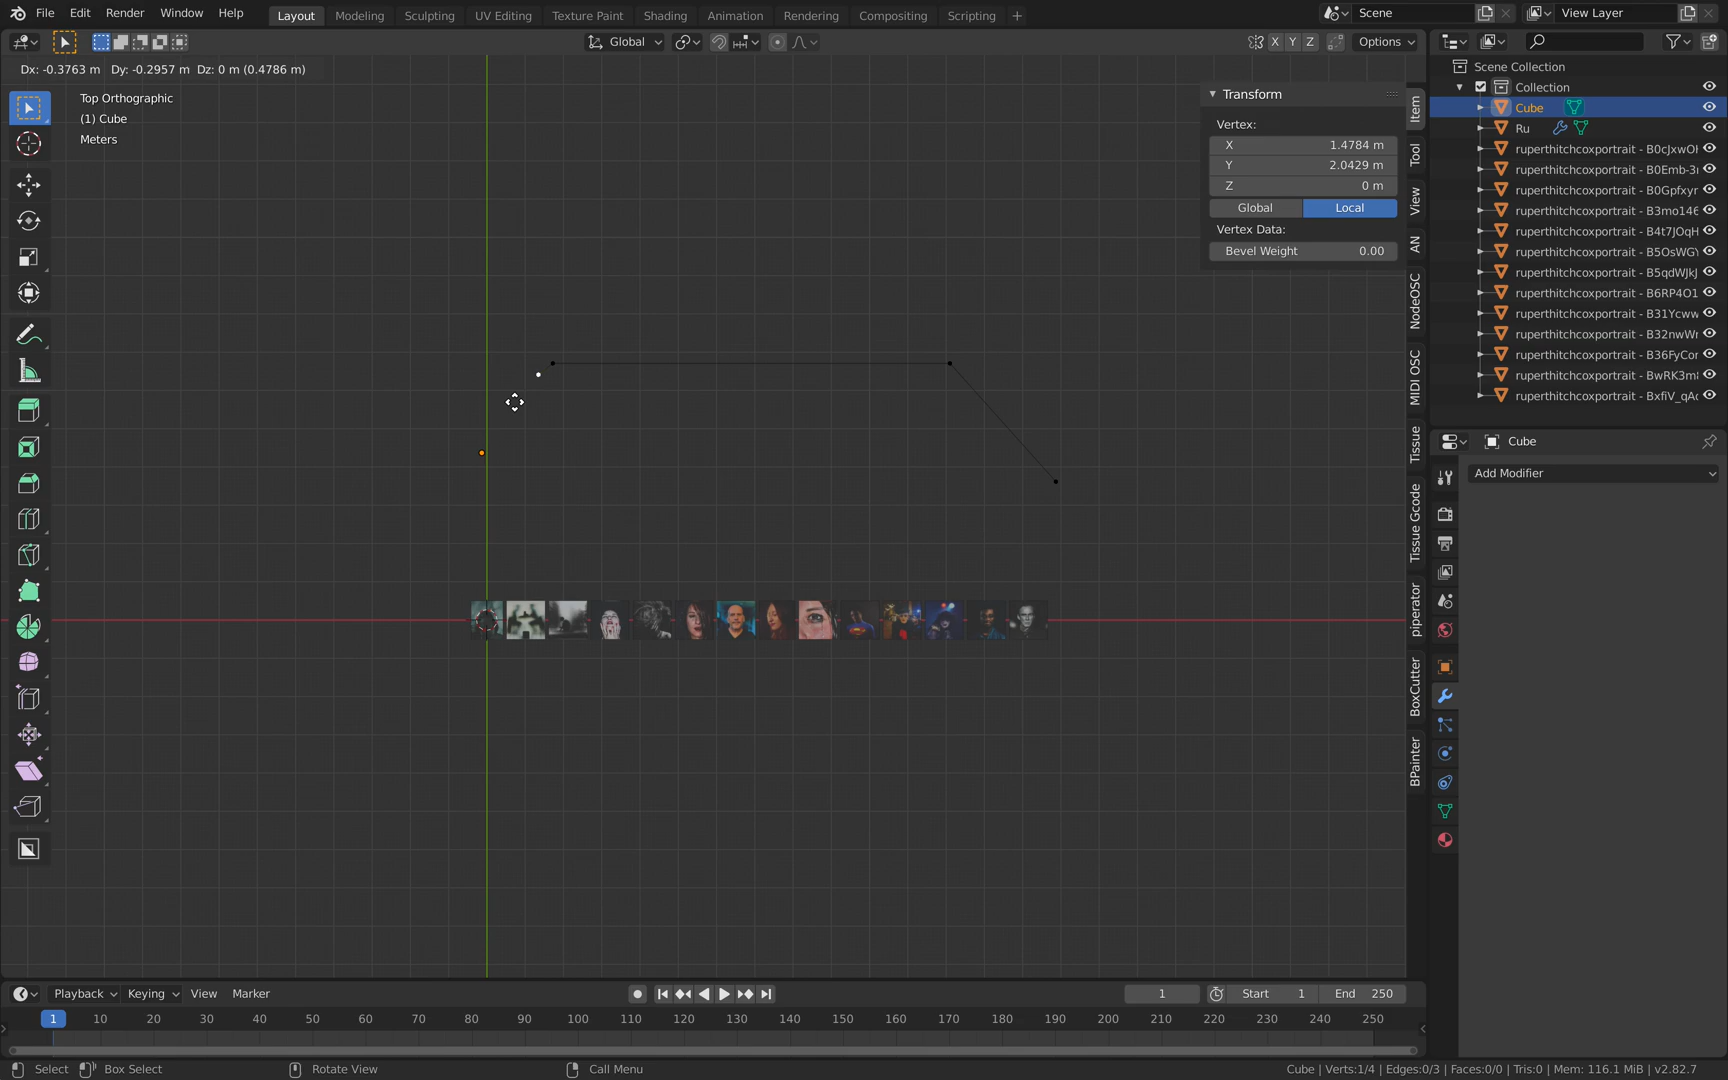 File Edit Render Window Help Layout Modeling Sculpting UV Editing Texture Paint Shading Animation Rendering Compositing Scripting + Scene View Layer
Global X Y Z Options
Dx: -0.3763 m Dy: -0.2957 m Dz: 0 m (0.4786 m)
Top Orthographic
(1) Cube
Meters
Transform
Vertex:
X 1.4784 m
Y 2.0429 m
Z 0 m
Global Local
Vertex Data:
Bevel Weight 0.00
Item
Tool
View
AN
NodeOSC
MIDI OSC
Tissue
Tissue Gcode
piperator
BoxCutter
BPainter
Scene Collection
Collection
Cube
Ru
ruperthitchcoxportrait - B0cJxwO
ruperthitchcoxportrait - B0Emb-3
ruperthitchcoxportrait - B0Gpfxyr
ruperthitchcoxportrait - B3mo146
ruperthitchcoxportrait - B4t7JOqH
ruperthitchcoxportrait - B5OsWG
ruperthitchcoxportrait - B5qdWJkJ
ruperthitchcoxportrait - B6RP4O1
ruperthitchcoxportrait - B31Ycww
ruperthitchcoxportrait - B32nwWr
ruperthitchcoxportrait - B36FyCor
ruperthitchcoxportrait - BwRK3m
ruperthitchcoxportrait - BxfiV_qA
Cube
Add Modifier
Playback Keying View Marker 1 Start 1 End 250
1 10 20 30 40 50 60 70 80 90 100 110 120 130 140 150 160 170 180 190 200 210 220 230 240 250
Select Box Select Rotate View Call Menu Cube | Verts:1/4 | Edges:0/3 | Faces:0/0 | Tris:0 | Mem: 116.1 MiB | v2.82.7